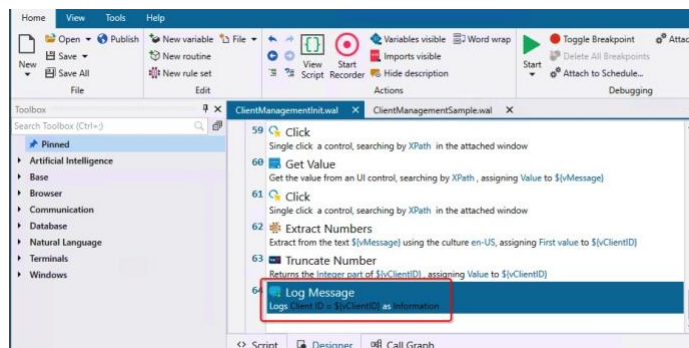 Home View Tools Help
New Open Publish Save Save All File
New variable File New routine New rule set Edit
View Script Start Recorder Variables visible Word wrap Imports visible Hide description Actions
Start Toggle Breakpoint Delete All Breakpoints Attach to Schedule... Debugging
Toolbox ClientManagementInit.wal X ClientManagementSample.wal X
Search Toolbox (Ctrl+;)
Pinned
Artificial Intelligence
Base
Browser
Communication
Database
Natural Language
Terminals
Windows
59 Click
Single click a control, searching by XPath in the attached window
60 Get Value
Get the value from an UI control, searching by XPath , assigning Value to ${vMessage}
61 Click
Single click a control, searching by XPath in the attached window
62 Extract Numbers
Extract from the text ${vMessage} using the culture en-US, assigning First value to ${vClientID}
63 Truncate Number
Returns the Integer part of ${vClientID} , assigning Value to ${vClientID}
64 Log Message
Logs Client ID = ${vClientID} as Information
Script Designer Call Graph